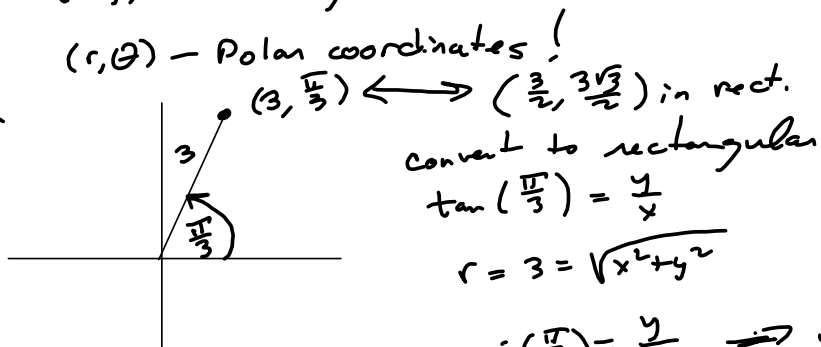 (r, θ) – Polar coordinates!
(3, π/3) ⟷ (3/2, 3√3/2) in rect.
3
convert to rectangular
tan(π/3) = y/x
π/3
r = 3 = √(x²+y²)
(π/3) = y ⟹